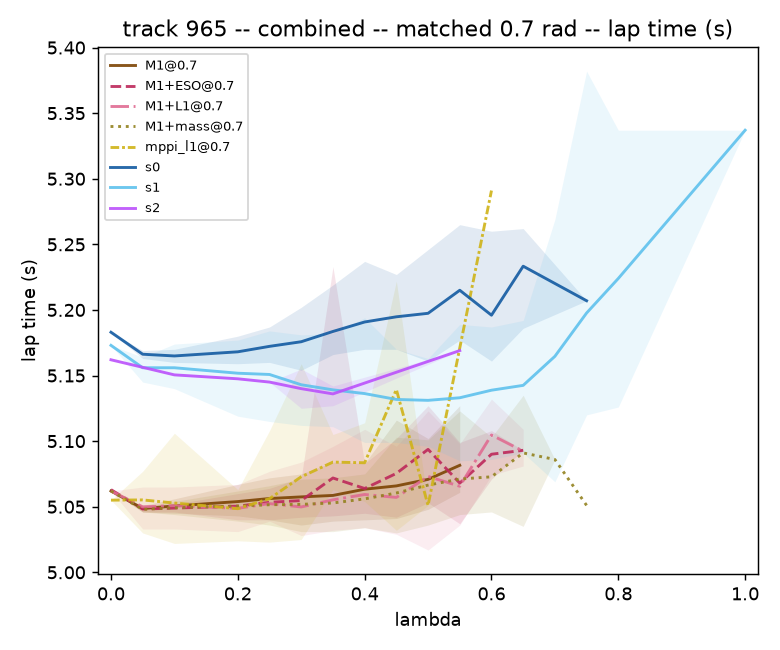 track 965 -- combined -- matched 0.7 rad -- lap time (s)
5.40
5.35
5.30
5.25
5.20
5.15
5.10
5.05
5.00
lap time (s)
M1@0.7
M1+ESO@0.7
M1+L1@0.7
M1+mass@0.7
mppi_l1@0.7
s0
s1
s2
0.0 0.2 0.4 0.6 0.8 1.0
lambda